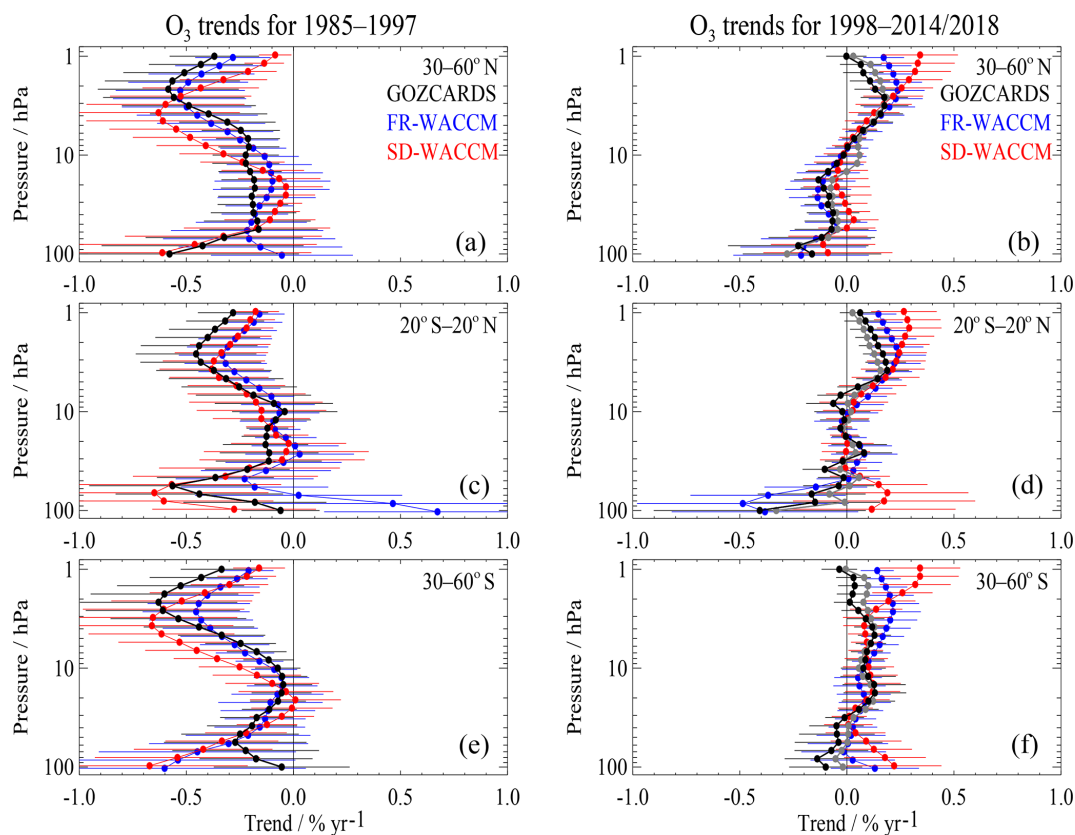 O3 trends for 1985–1997
O3 trends for 1998–2014/2018
1
10
100
Pressure / hPa
30–60° N
GOZCARDS
FR-WACCM
SD-WACCM
(a)
-1.0 -0.5 0.0 0.5 1.0
1
10
100
Pressure / hPa
30–60° N
GOZCARDS
FR-WACCM
SD-WACCM
(b)
-1.0 -0.5 0.0 0.5 1.0
1
10
100
Pressure / hPa
20° S–20° N
(c)
-1.0 -0.5 0.0 0.5 1.0
1
10
100
Pressure / hPa
20° S–20° N
(d)
-1.0 -0.5 0.0 0.5 1.0
1
10
100
Pressure / hPa
30–60° S
(e)
-1.0 -0.5 0.0 0.5 1.0
Trend / % yr-1
1
10
100
Pressure / hPa
30–60° S
(f)
-1.0 -0.5 0.0 0.5 1.0
Trend / % yr-1